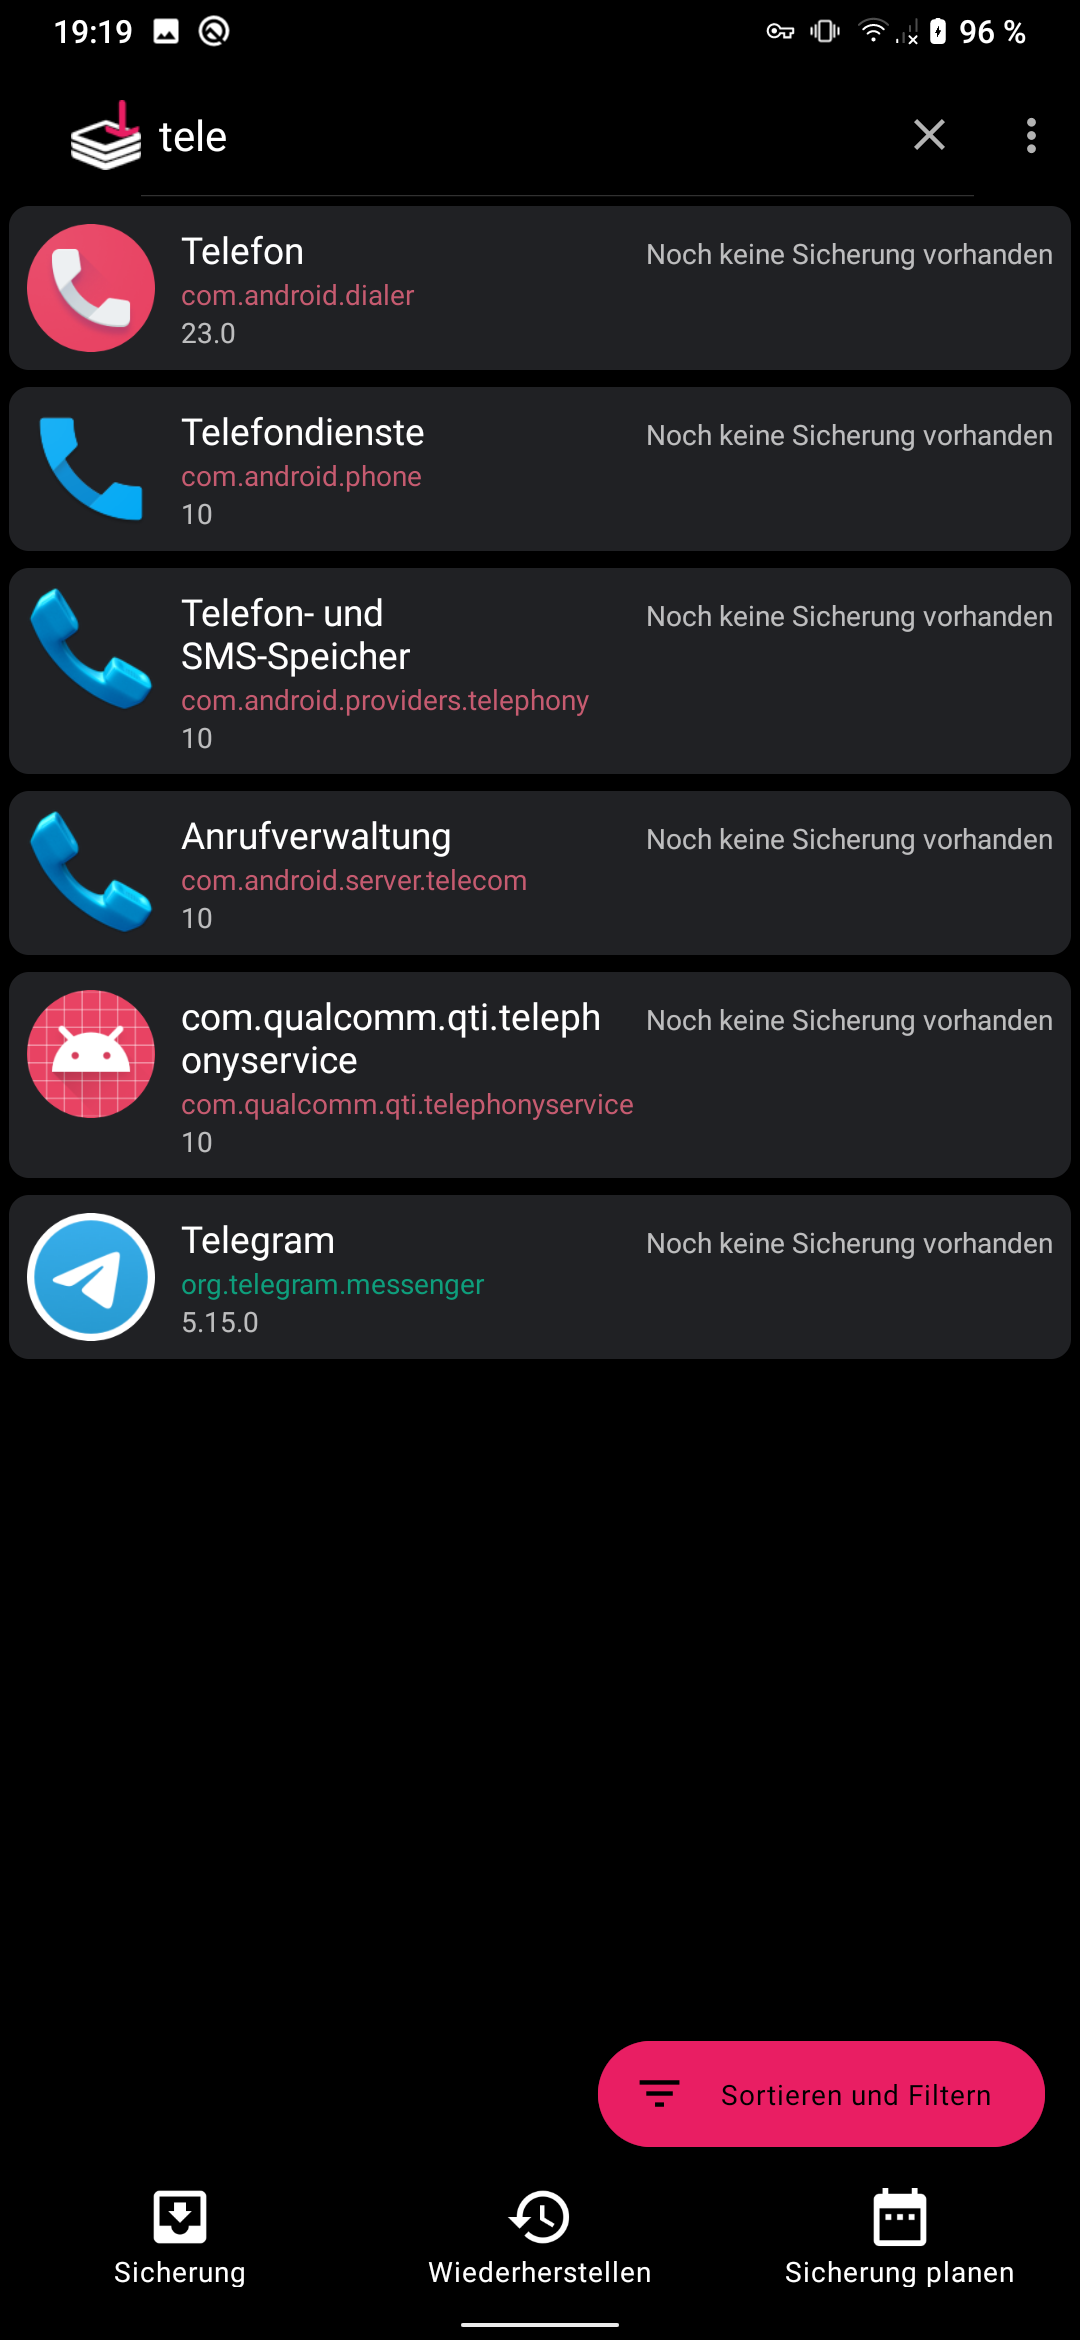 19:19
96 %
tele
Telefon
Noch keine Sicherung vorhanden
com.android.dialer
23.0
Telefondienste
Noch keine Sicherung vorhanden
com.android.phone
10
Telefon- und
SMS-Speicher
Noch keine Sicherung vorhanden
com.android.providers.telephony
10
Anrufverwaltung
Noch keine Sicherung vorhanden
com.android.server.telecom
10
com.qualcomm.qti.teleph
onyservice
Noch keine Sicherung vorhanden
com.qualcomm.qti.telephonyservice
10
Telegram
Noch keine Sicherung vorhanden
org.telegram.messenger
5.15.0
Sortieren und Filtern
Sicherung
Wiederherstellen
Sicherung planen